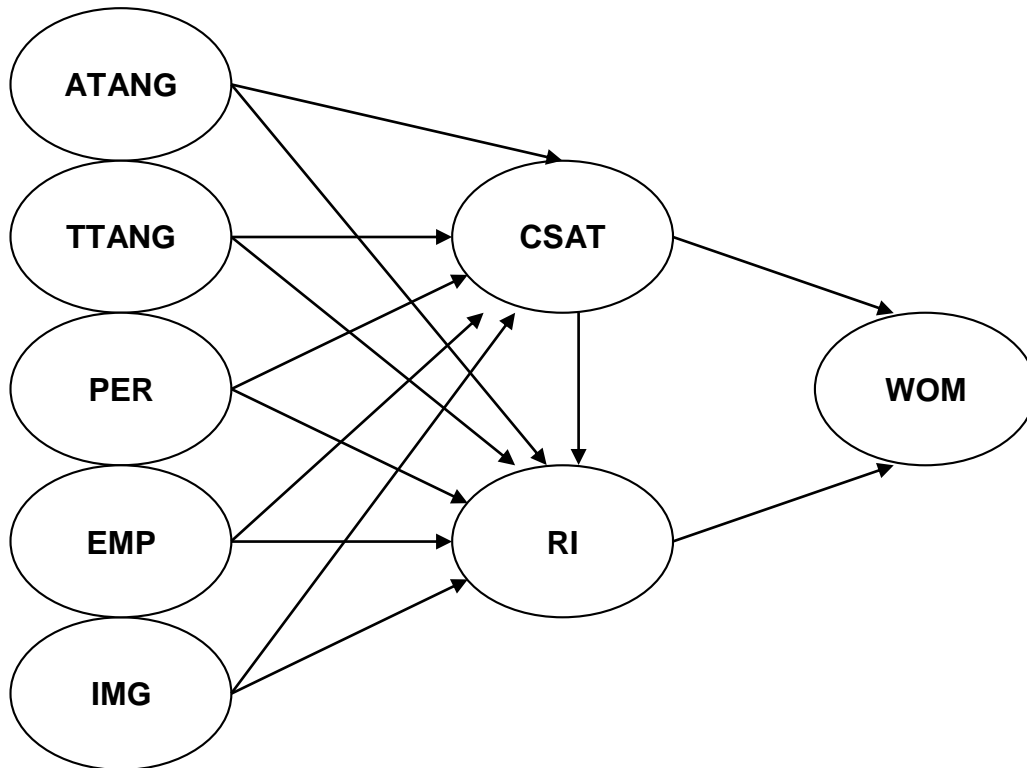 ATANG
TTANG
PER
EMP
IMG
CSAT
RI
WOM